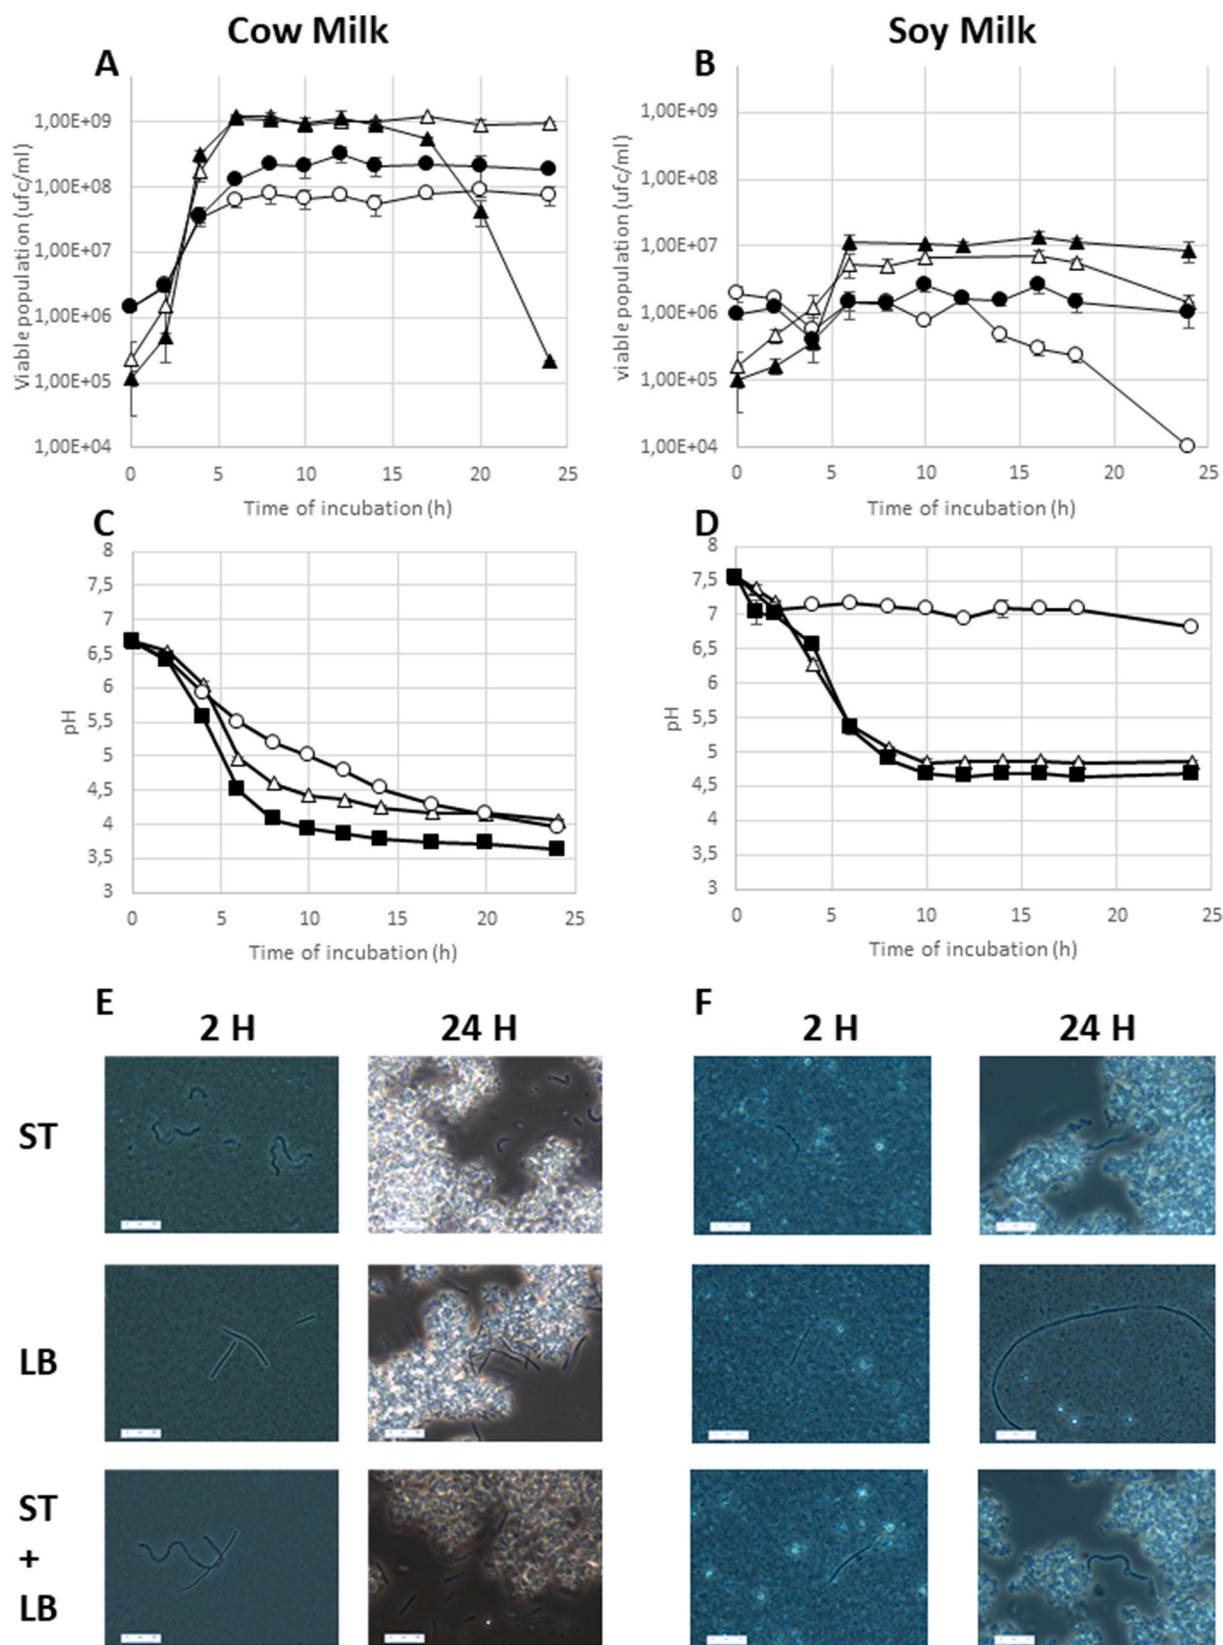 Cow Milk
Soy Milk
A
B
Viable population (ufc/ml)
1,00E+09
1,00E+08
1,00E+07
1,00E+06
1,00E+05
1,00E+04
0 5 10 15 20 25
Time of incubation (h)
viable population (ufc/ml)
1,00E+09
1,00E+08
1,00E+07
1,00E+06
1,00E+05
1,00E+04
0 5 10 15 20 25
Time of incubation (h)
C
D
pH
8
7,5
7
6,5
6
5,5
5
4,5
4
3,5
3
0 5 10 15 20 25
Time of incubation (h)
pH
8
7,5
7
6,5
6
5,5
5
4,5
4
3,5
3
0 5 10 15 20 25
Time of incubation (h)
E
F
2 H 24 H
2 H 24 H
ST
LB
ST
+
LB